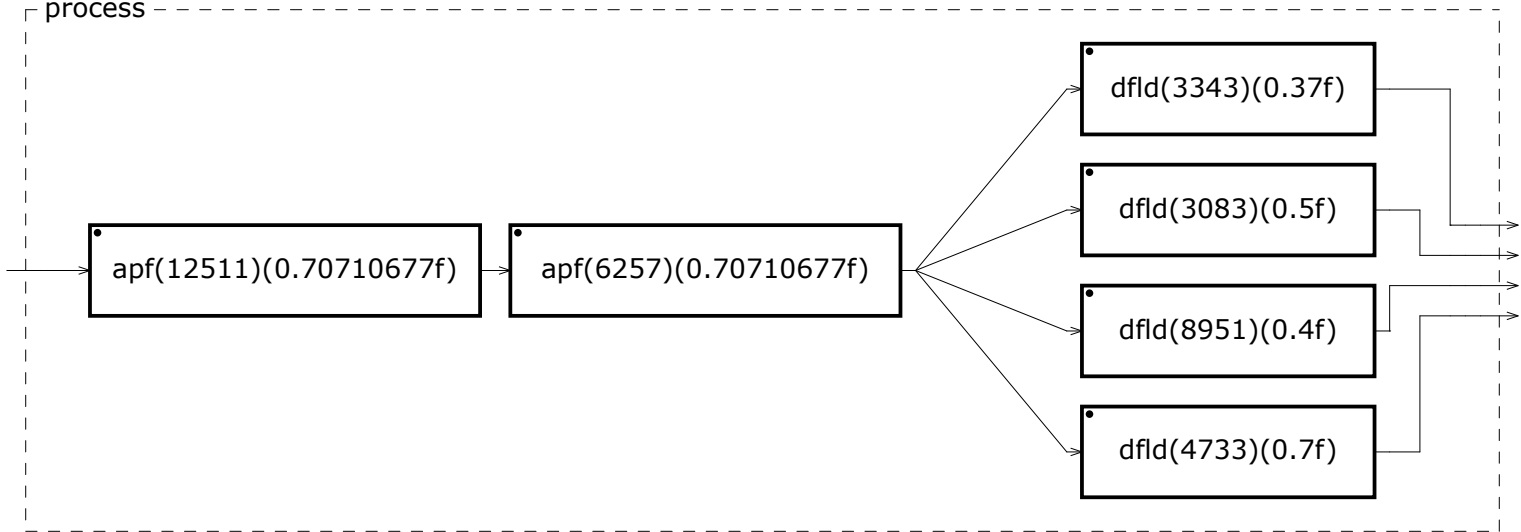 process
dfld(3343)(0.37f)
dfld(3083)(0.5f)
apf(12511)(0.70710677f)
apf(6257)(0.70710677f)
dfld(8951)(0.4f)
dfld(4733)(0.7f)